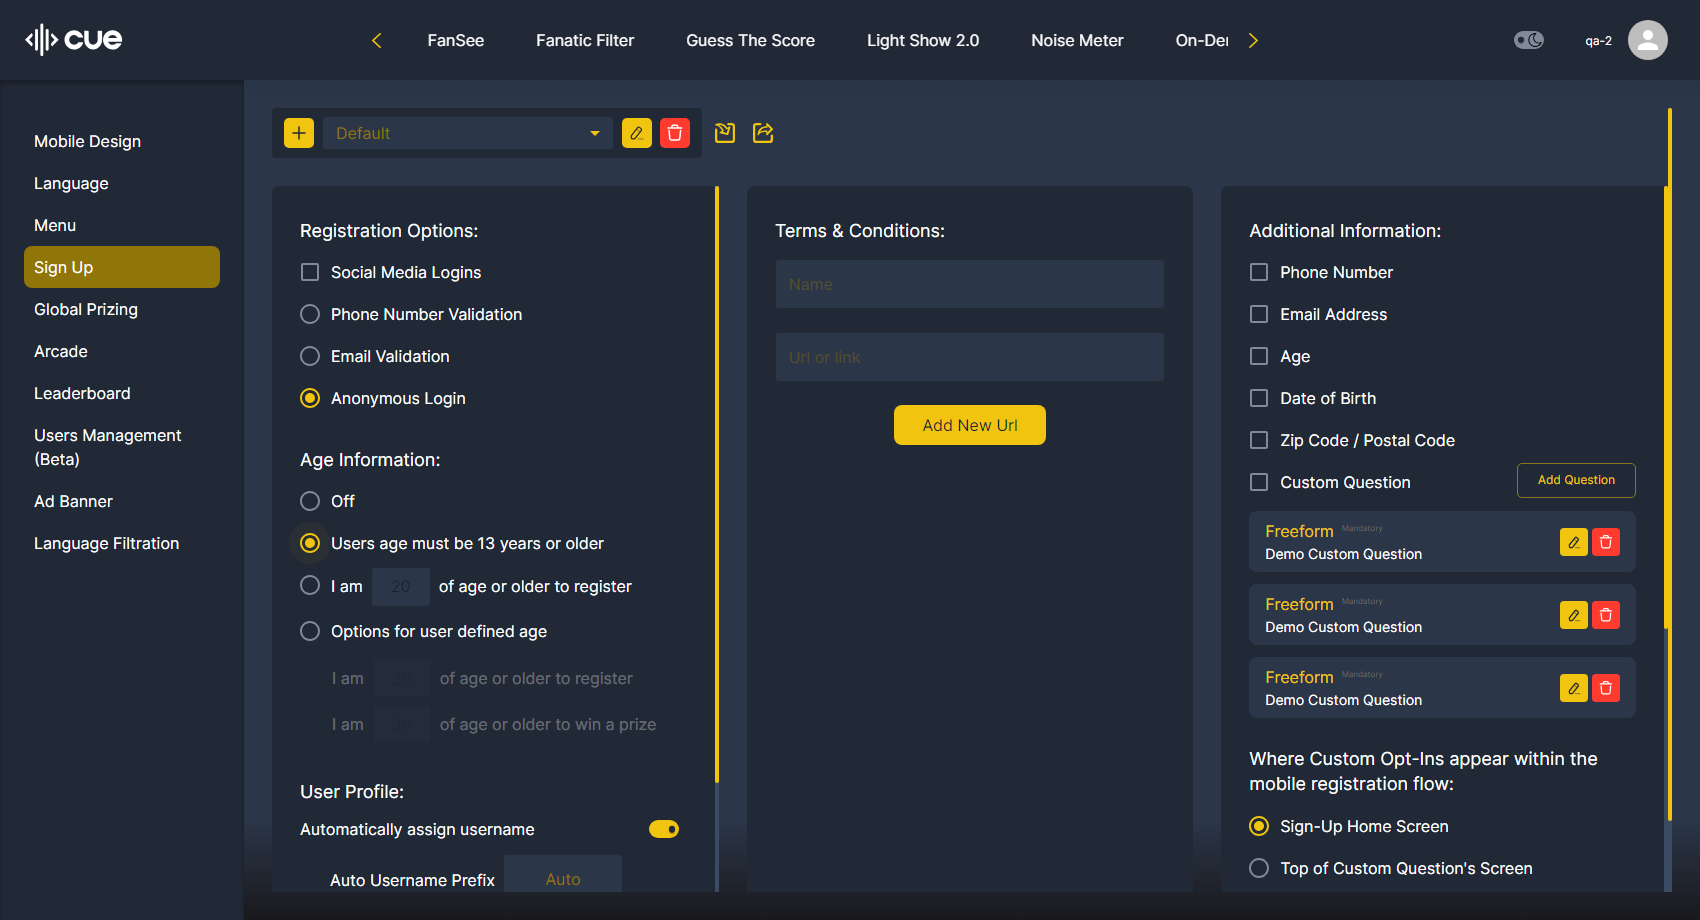 cue
FanSee
Fanatic Filter
Guess The Score
Light Show 2.0
Noise Meter
On-Der
qa-2
Mobile Design
Language
Menu
Sign Up
Global Prizing
Arcade
Leaderboard
Users Management
(Beta)
Ad Banner
Language Filtration
Default
Registration Options:
Social Media Logins
Phone Number Validation
Email Validation
Anonymous Login
Age Information:
Off
Users age must be 13 years or older
I am 20 of age or older to register
Options for user defined age
I am 20 of age or older to register
I am 30 of age or older to win a prize
User Profile:
Automatically assign username
Auto Username Prefix Auto
Terms & Conditions:
Name
Url or link
Add New Url
Additional Information:
Phone Number
Email Address
Age
Date of Birth
Zip Code / Postal Code
Custom Question
Add Question
Freeform Mandatory
Demo Custom Question
Freeform Mandatory
Demo Custom Question
Freeform Mandatory
Demo Custom Question
Where Custom Opt-Ins appear within the
mobile registration flow:
Sign-Up Home Screen
Top of Custom Question's Screen